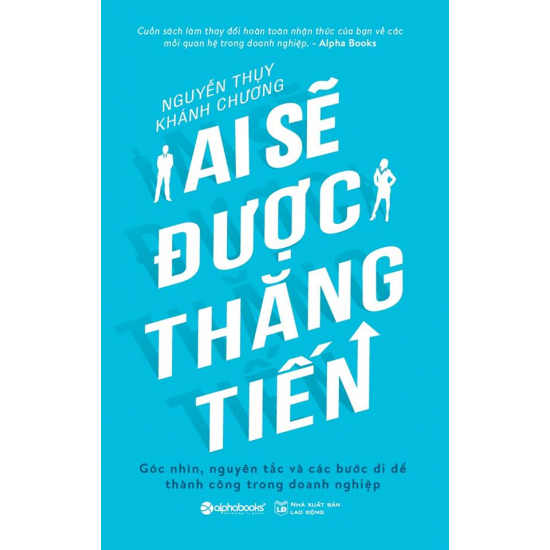 Cuốn sách làm thay đổi hoàn toàn nhận thức của bạn về các
mối quan hệ trong doanh nghiệp. - Alpha Books
NGUYỄN THỤY
KHÁNH CHƯƠNG
AI SẼ
ĐƯỢC
THĂNG
TIẾN
Góc nhìn, nguyên tắc và các bước đi để
thành công trong doanh nghiệp
alphabooks
NHÀ XUẤT BẢN
LAO ĐỘNG